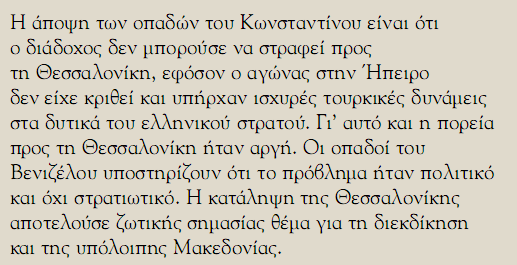 Η άποψη των οπαδών του Κωνσταντίνου είναι ότι
ο διάδοχος δεν μπορούσε να στραφεί προς
τη Θεσσαλονίκη, εφόσον ο αγώνας στην Ήπειρο
δεν είχε κριθεί και υπήρχαν ισχυρές τουρκικές δυνάμεις
στα δυτικά του ελληνικού στρατού. Γι’ αυτό και η πορεία
προς τη Θεσσαλονίκη ήταν αργή. Οι οπαδοί του
Βενιζέλου υποστηρίζουν ότι το πρόβλημα ήταν πολιτικό
και όχι στρατιωτικό. Η κατάληψη της Θεσσαλονίκης
αποτελούσε ζωτικής σημασίας θέμα για τη διεκδίκηση
και της υπόλοιπης Μακεδονίας.